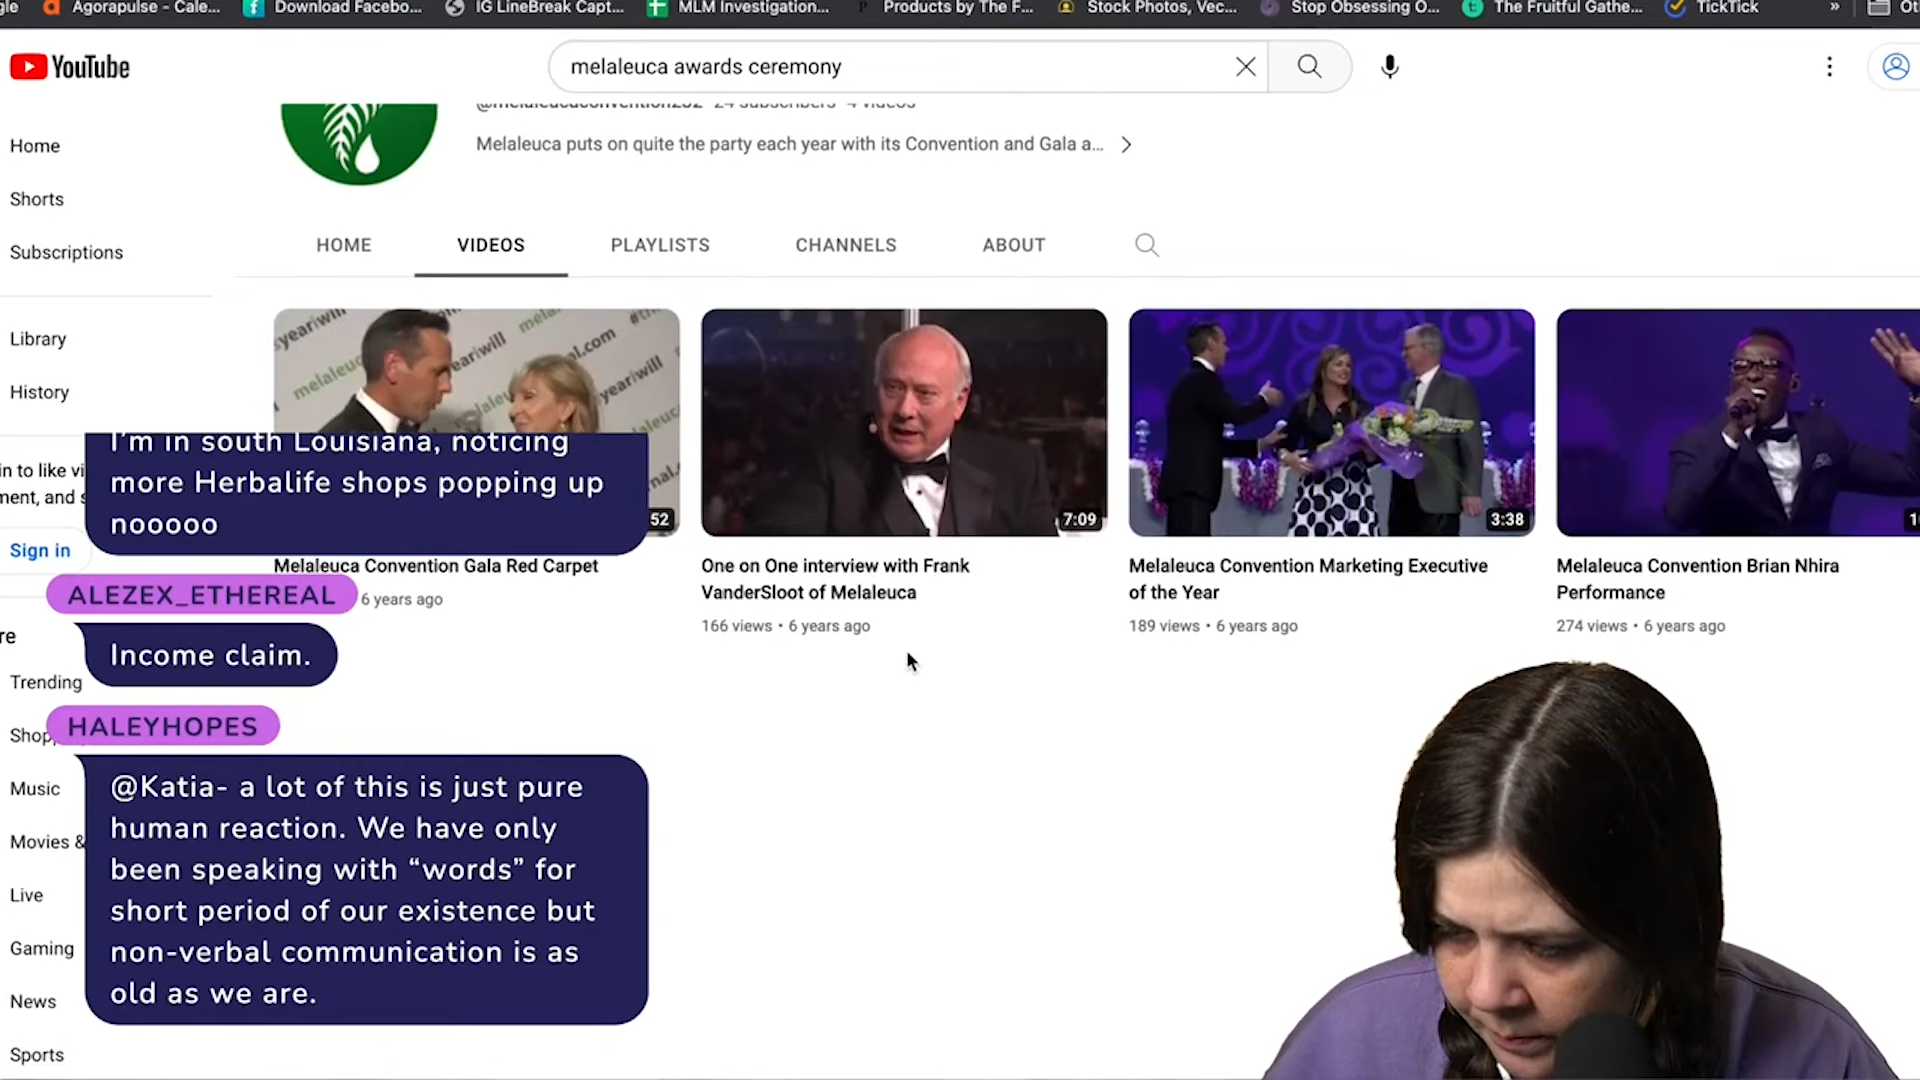 Agorapulse - Cale...
Download Facebo...
IG LineBreak Capt...
MLM Investigation...
Products by The F...
Stock Photos, Vec...
Stop Obsessing O...
The Fruitful Gathe...
TickTick
»
YouTube
melaleuca awards ceremony
@melaleucaconvention232 24 subscribers 4 videos
Melaleuca puts on quite the party each year with its Convention and Gala a...
Home
Shorts
Subscriptions
HOME
VIDEOS
PLAYLISTS
CHANNELS
ABOUT
Library
History
Sign in
Trending
Music
Movies &
Live
Gaming
News
Sports
52
Melaleuca Convention Gala Red Carpet
6 years ago
7:09
One on One interview with Frank
VanderSloot of Melaleuca
166 views • 6 years ago
3:38
Melaleuca Convention Marketing Executive
of the Year
189 views • 6 years ago
Melaleuca Convention Brian Nhira
Performance
274 views • 6 years ago
I'm in south Louisiana, noticing
more Herbalife shops popping up
nooooo
ALEZEX_ETHEREAL
Income claim.
HALEYHOPES
@Katia- a lot of this is just pure
human reaction. We have only
been speaking with “words” for
short period of our existence but
non-verbal communication is as
old as we are.